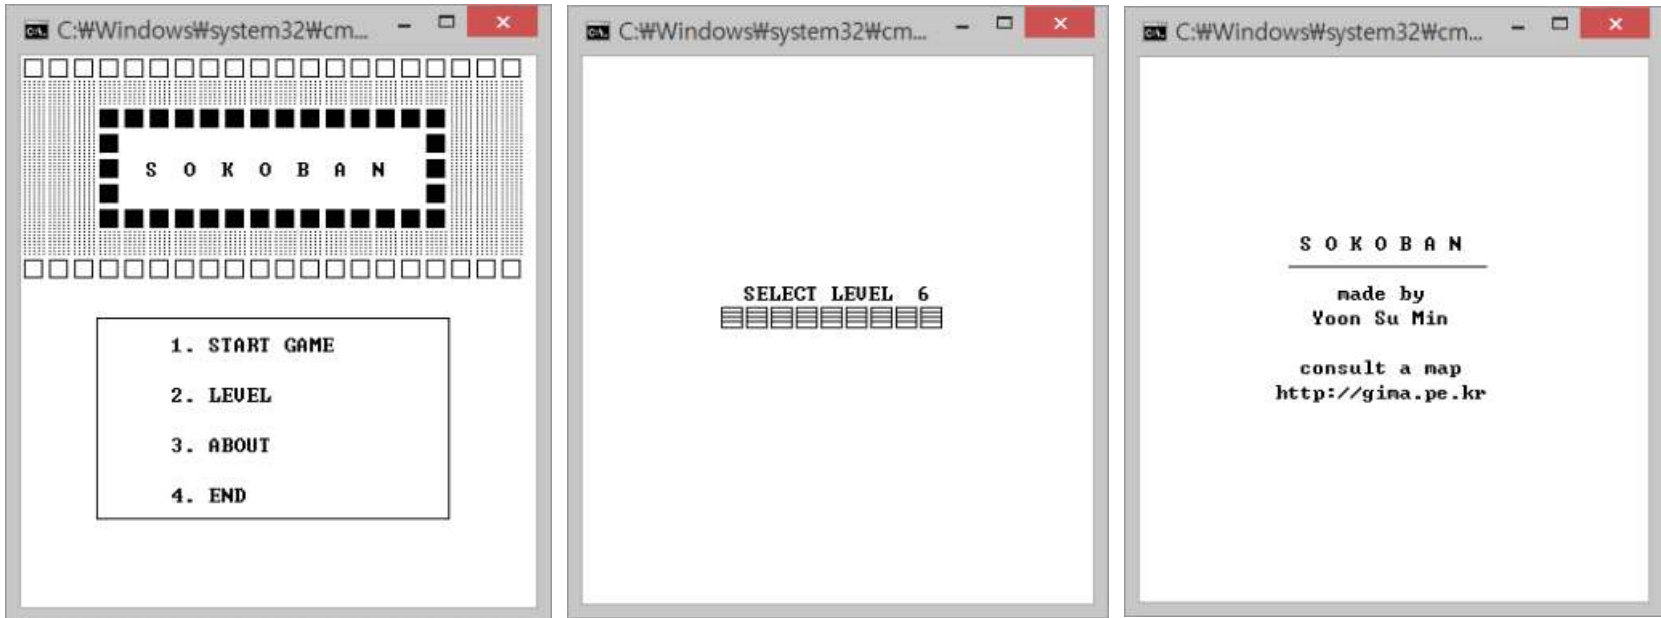 C:₩Windows₩system32₩cm...
S O K O B A N
1. START GAME
2. LEVEL
3. ABOUT
4. END
C:₩Windows₩system32₩cm...
SELECT LEVEL 6
C:₩Windows₩system32₩cm...
S O K O B A N
made by
Yoon Su Min
consult a map
http://gima.pe.kr